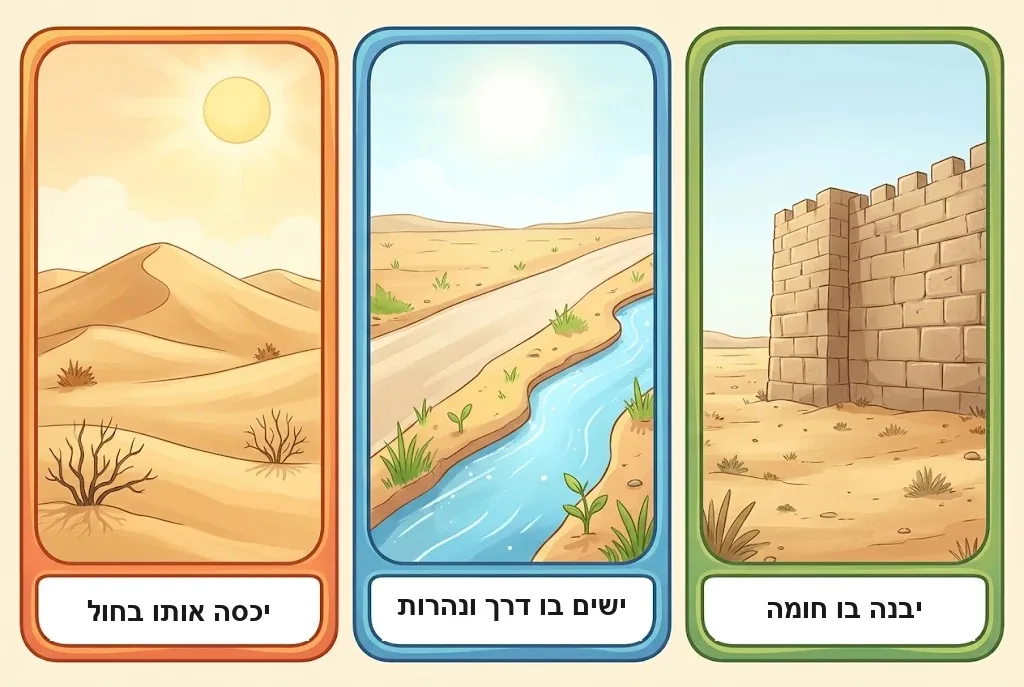 יבנה בו חומה
ישים בו דרך ונהרות
יכסה אותו בחול